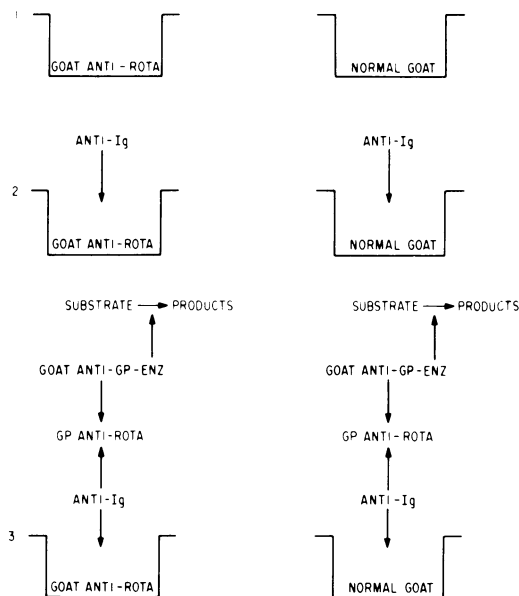 1
GOAT ANTI-ROTA NORMAL GOAT
ANTI-Ig ANTI-Ig
2
GOAT ANTI-ROTA NORMAL GOAT
SUBSTRATE → PRODUCTS SUBSTRATE → PRODUCTS
GOAT ANTI-GP-ENZ GOAT ANTI-GP-ENZ
GP ANTI-ROTA GP ANTI-ROTA
ANTI-Ig ANTI-Ig
3
GOAT ANTI-ROTA NORMAL GOAT